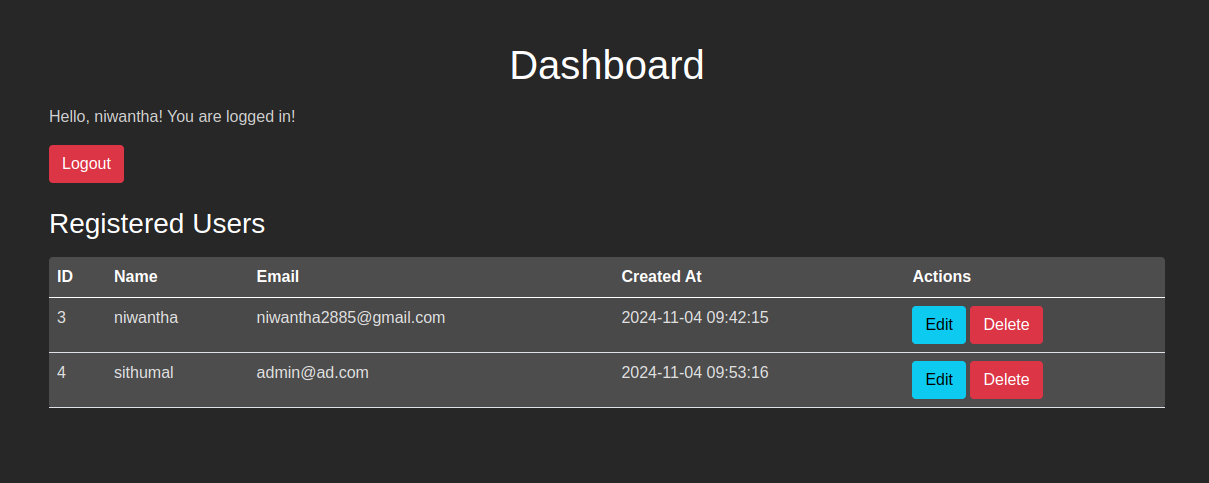 Dashboard
Hello, niwantha! You are logged in!
Logout
Registered Users
ID Name Email Created At Actions
3 niwantha niwantha2885@gmail.com 2024-11-04 09:42:15 Edit Delete
4 sithumal admin@ad.com 2024-11-04 09:53:16 Edit Delete